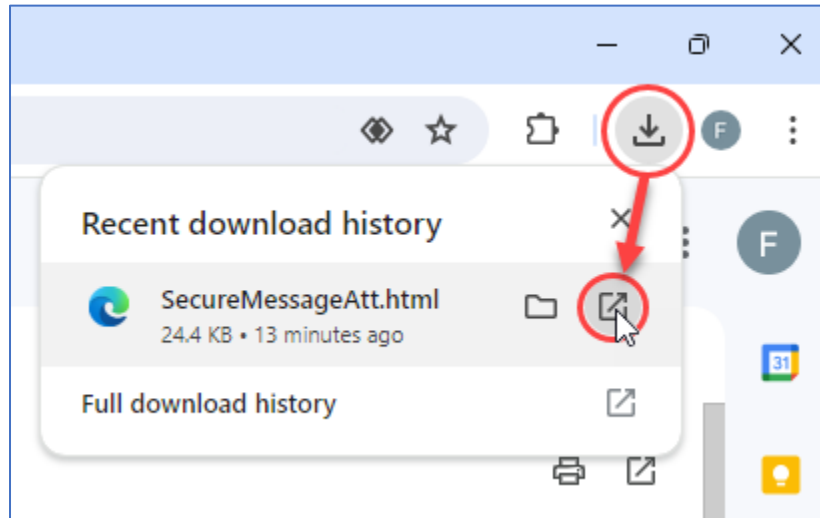 F
Recent download history
F
SecureMessageAtt.html
24.4 KB • 13 minutes ago
31
Full download history